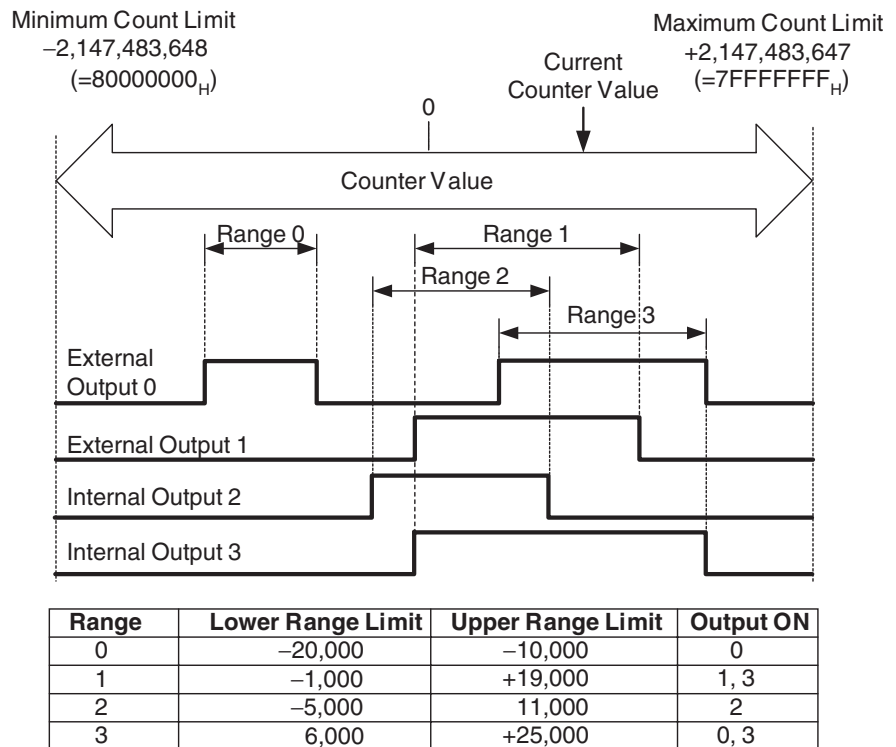 Minimum Count Limit
−2,147,483,648
(=80000000H)
Maximum Count Limit
+2,147,483,647
(=7FFFFFFFH)
Current
Counter Value
0
Counter Value
Range 0
Range 1
Range 2
Range 3
External
Output 0
External Output 1
Internal Output 2
Internal Output 3
Range Lower Range Limit Upper Range Limit Output ON
0 −20,000 −10,000 0
1 −1,000 +19,000 1, 3
2 −5,000 11,000 2
3 6,000 +25,000 0, 3